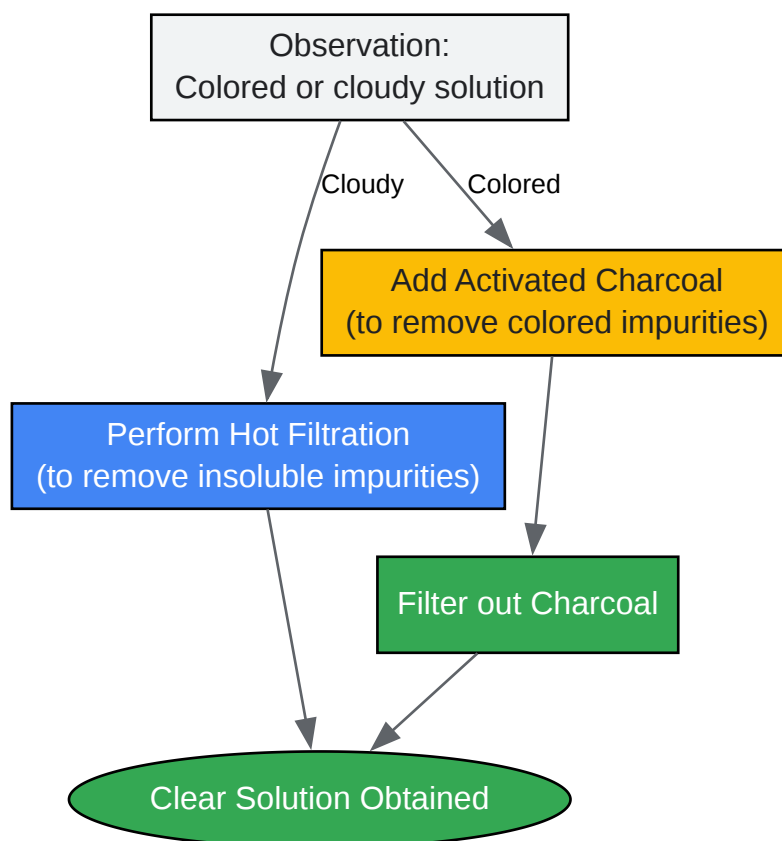 Observation:
Colored or cloudy solution
Cloudy
Colored
Add Activated Charcoal
(to remove colored impurities)
Perform Hot Filtration
(to remove insoluble impurities)
Filter out Charcoal
Clear Solution Obtained